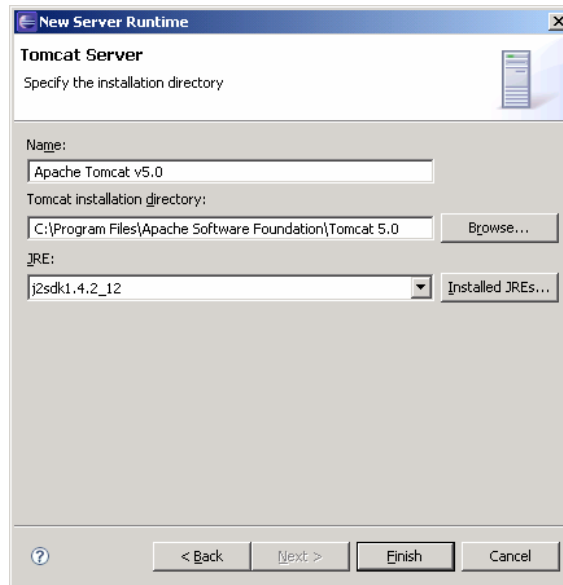 New Server Runtime
Tomcat Server
Specify the installation directory
Name:
Apache Tomcat v5.0
Tomcat installation directory:
C:\Program Files\Apache Software Foundation\Tomcat 5.0
Browse...
JRE:
j2sdk1.4.2_12
Installed JREs...
?
< Back
Next >
Finish
Cancel